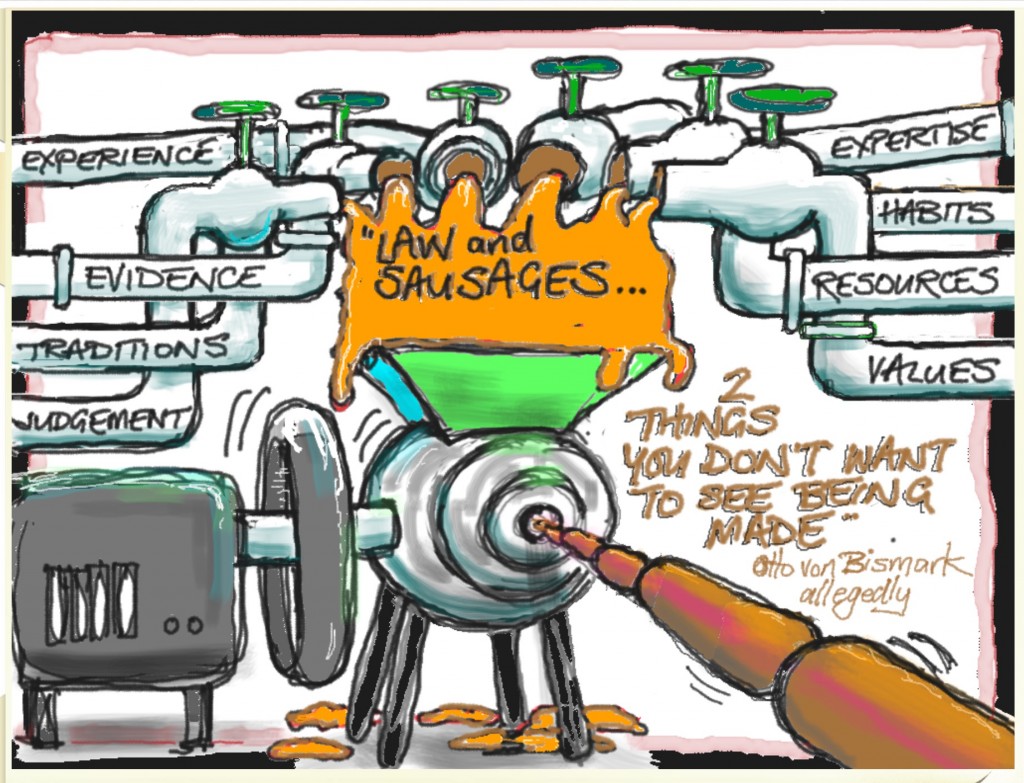 EXPERIENCE
EVIDENCE
TRADITIONS
JUDGEMENT
EXPERTISE
HABITS
RESOURCES
VALUES
"LAW and
SAUSAGES...
2
THINGS
YOU DON'T WANT
TO SEE BEING
MADE"
Otto von Bismark
allegedly